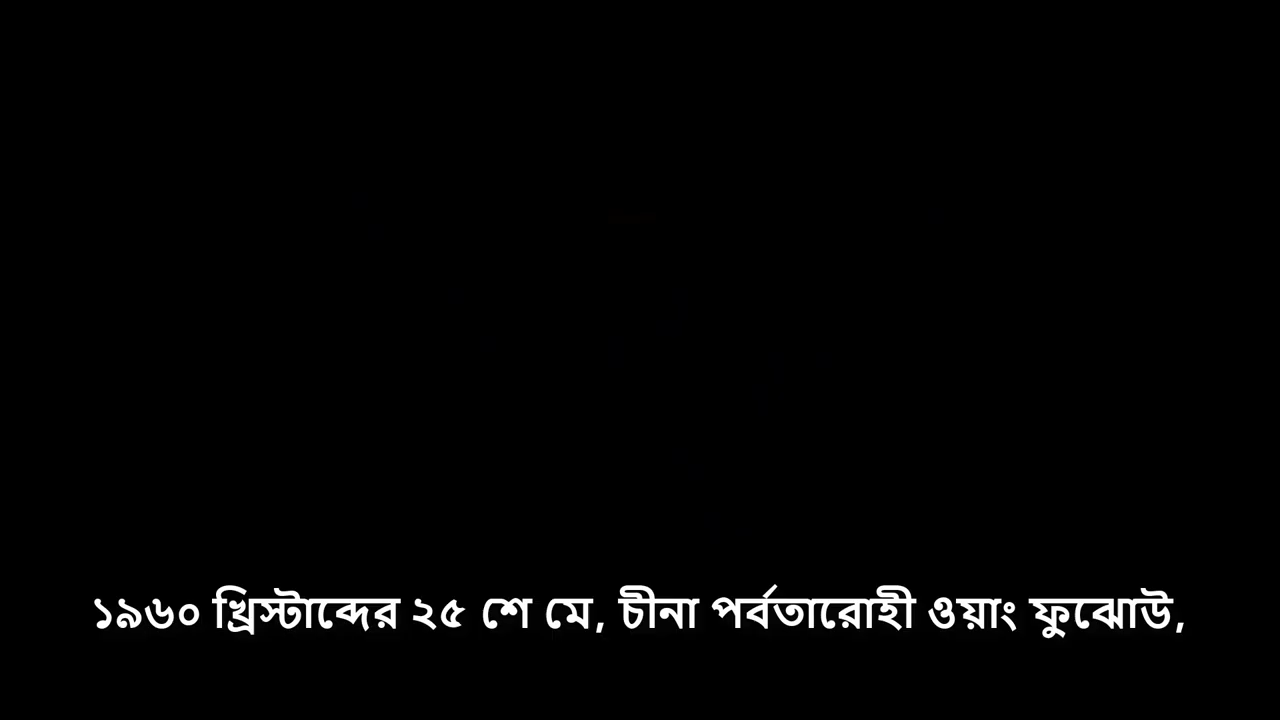 ১৯৬০ খ্রিস্টাব্দের ২৫ শে মে, চীনা পর্বতারোহী ওয়াং ফুঝোউ,